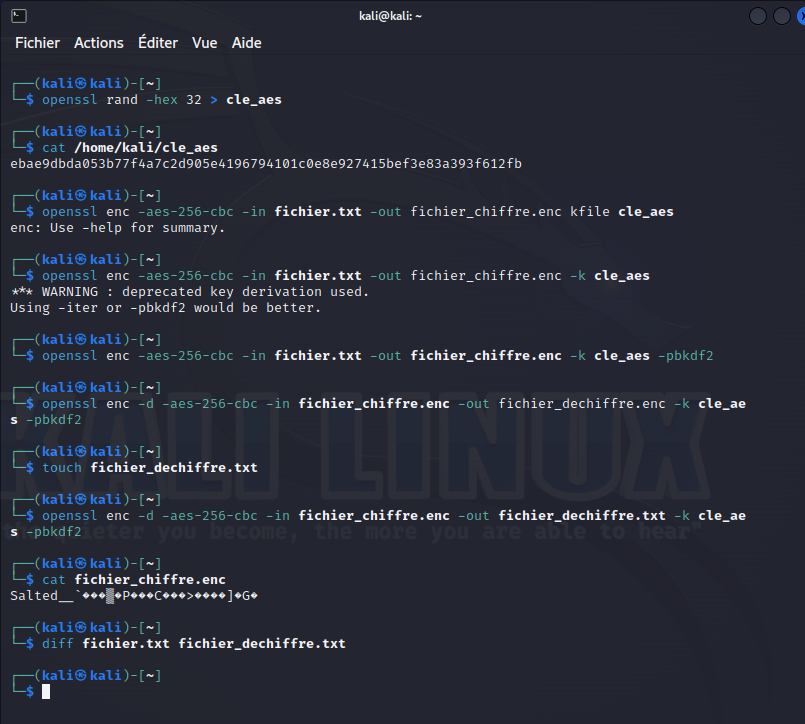 kali@kali: ~
Fichier Actions Éditer Vue Aide
┌──(kali㉿kali)-[~]
└─$ openssl rand -hex 32 > cle_aes
┌──(kali㉿kali)-[~]
└─$ cat /home/kali/cle_aes
ebae9dbda053b77f4a7c2d905e4196794101c0e8e927415bef3e83a393f612fb
┌──(kali㉿kali)-[~]
└─$ openssl enc -aes-256-cbc -in fichier.txt -out fichier_chiffre.enc kfile cle_aes
enc: Use -help for summary.
┌──(kali㉿kali)-[~]
└─$ openssl enc -aes-256-cbc -in fichier.txt -out fichier_chiffre.enc -k cle_aes
*** WARNING : deprecated key derivation used.
Using -iter or -pbkdf2 would be better.
┌──(kali㉿kali)-[~]
└─$ openssl enc -aes-256-cbc -in fichier.txt -out fichier_chiffre.enc -k cle_aes -pbkdf2
┌──(kali㉿kali)-[~]
└─$ openssl enc -d -aes-256-cbc -in fichier_chiffre.enc -out fichier_dechiffre.enc -k cle_ae
s -pbkdf2
┌──(kali㉿kali)-[~]
└─$ touch fichier_dechiffre.txt
┌──(kali㉿kali)-[~]
└─$ openssl enc -d -aes-256-cbc -in fichier_chiffre.enc -out fichier_dechiffre.txt -k cle_ae
s -pbkdf2
┌──(kali㉿kali)-[~]
└─$ cat fichier_chiffre.enc
Salted__`���▒�P���C���>����]�G�
┌──(kali㉿kali)-[~]
└─$ diff fichier.txt fichier_dechiffre.txt
┌──(kali㉿kali)-[~]
└─$
KALI LINUX
quieter you become, the more you are able to hear"